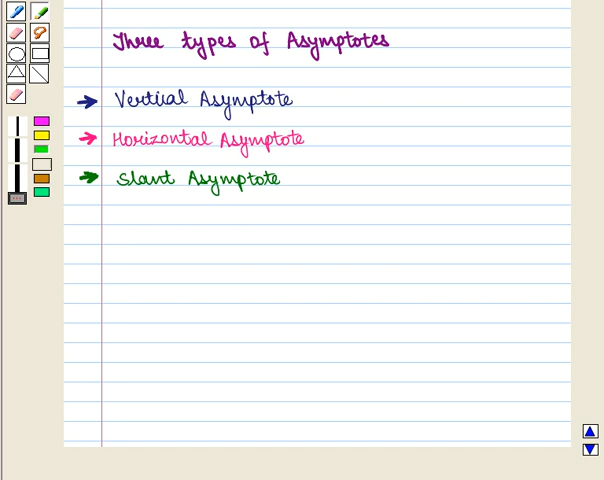 Three types of Asymptotes
→ Vertical Asymptote
→ Horizontal Asymptote
→ Slant Asymptote